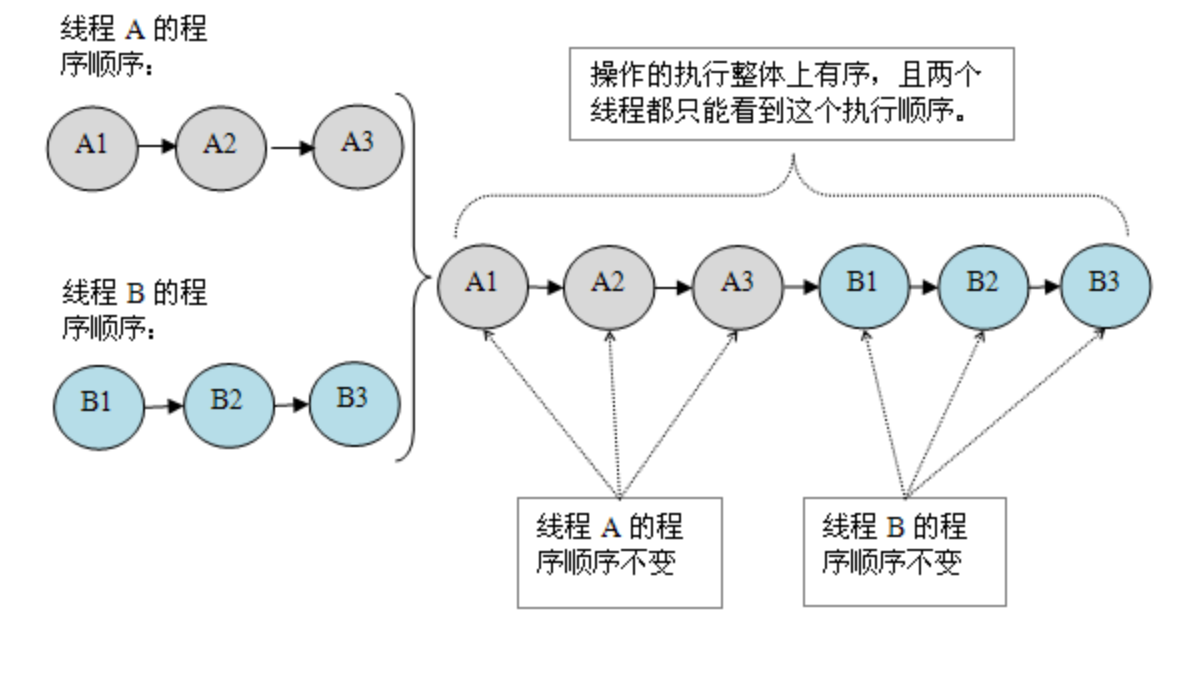 线程 A 的程
序顺序：
A1 A2 A3
操作的执行整体上有序，且两个
线程都只能看到这个执行顺序。
线程 B 的程
序顺序：
B1 B2 B3
A1 A2 A3 B1 B2 B3
线程 A 的程
序顺序不变
线程 B 的程
序顺序不变